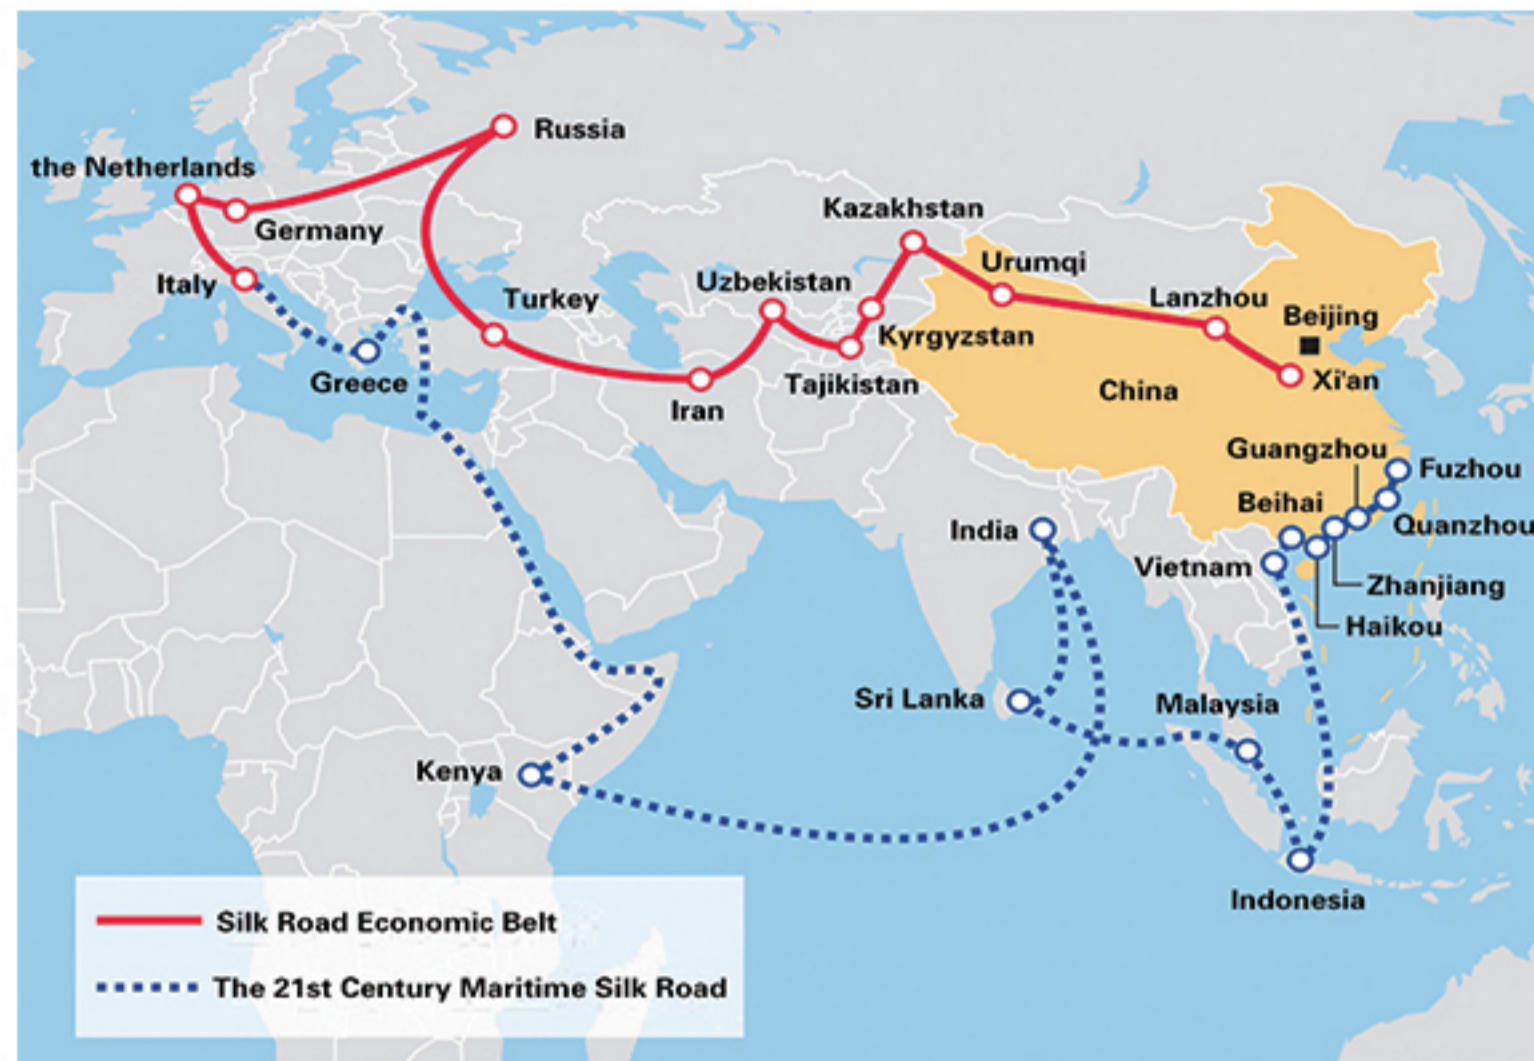 Russia
the Netherlands
Germany
Kazakhstan
Italy
Turkey
Uzbekistan
Urumqi
Lanzhou
Beijing
Kyrgyzstan
Greece
Iran
Tajikistan
China
Xi'an
Guangzhou
Fuzhou
Beihai
India
Quanzhou
Vietnam
Zhanjiang
Haikou
Sri Lanka
Malaysia
Kenya
Indonesia
Silk Road Economic Belt
The 21st Century Maritime Silk Road